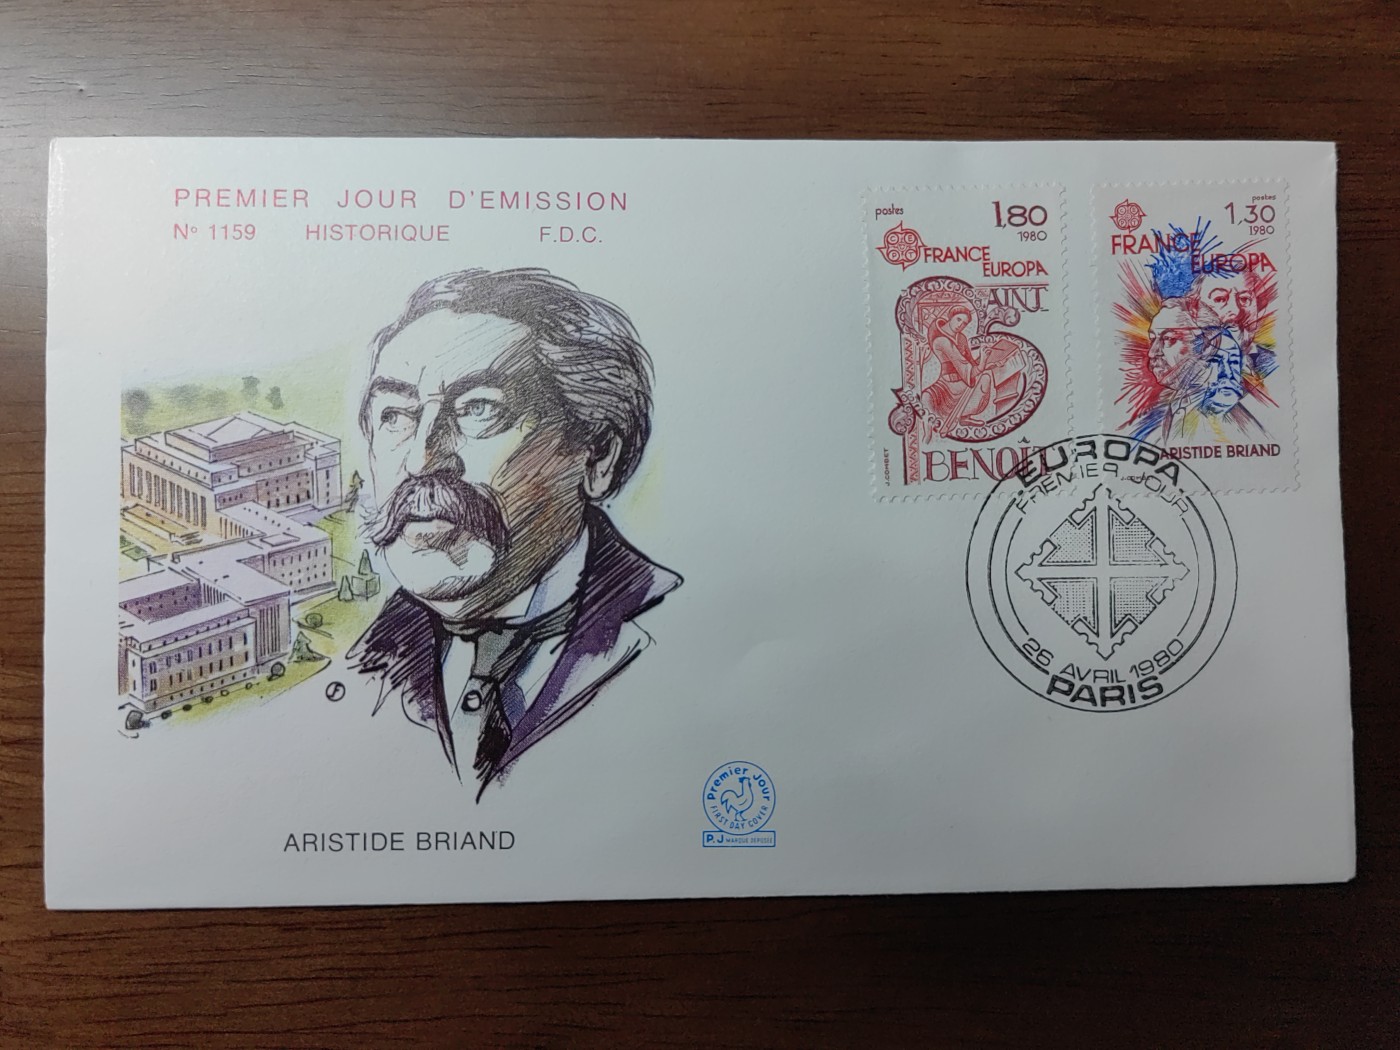 PREMIER JOUR D'EMISSION
Nº 1159 HISTORIQUE F.D.C.
postes
1,80
1980
FRANCE
EUROPA
SAINT
BENOÎT
J.COMBET
postes
1,30
1980
FRANCE
EUROPA
ARISTIDE BRIAND
EUROPA
PREMIER JOUR
26 AVRIL 1980
PARIS
ARISTIDE BRIAND
Premier Jour
FIRST DAY COVER
P.J MARQUE DEPOSEE